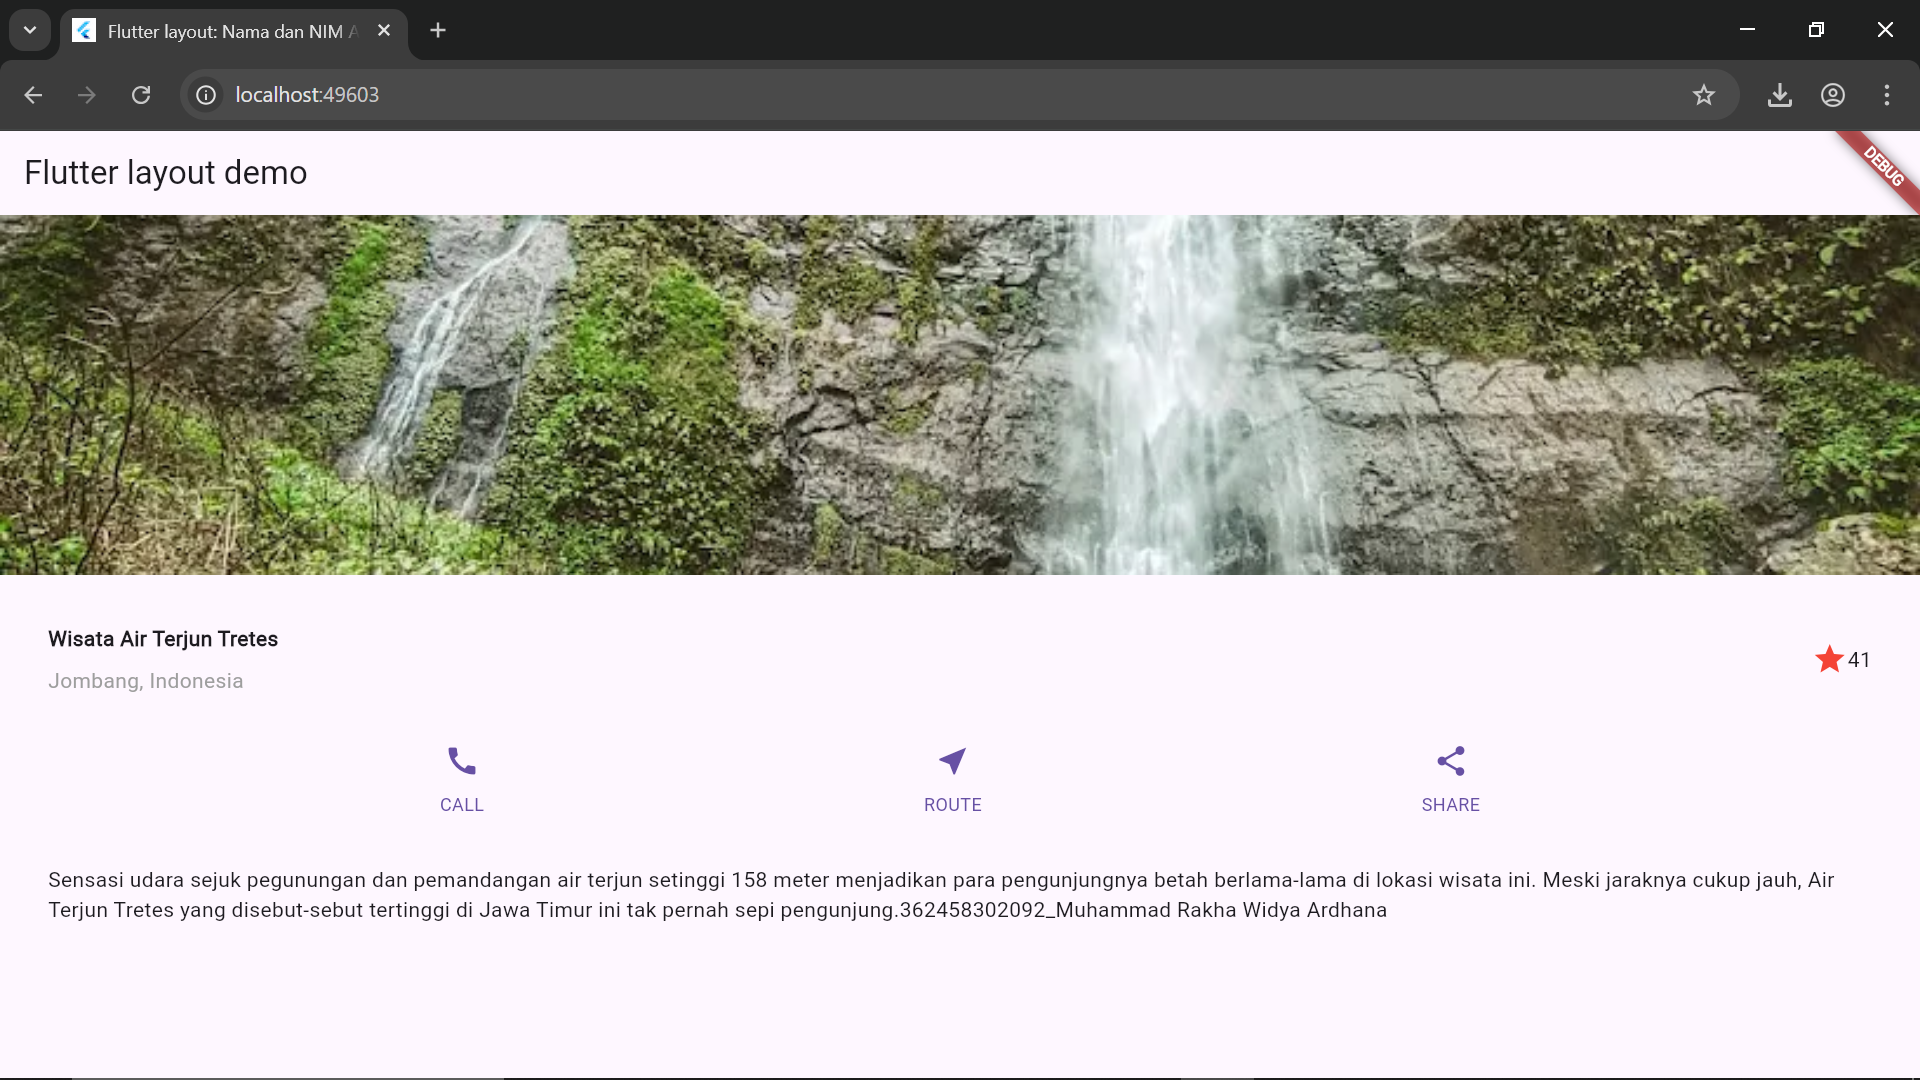 Flutter layout: Nama dan NIM A
localhost:49603
Flutter layout demo
DEBUG
Wisata Air Terjun Tretes
Jombang, Indonesia
41
CALL
ROUTE
SHARE
Sensasi udara sejuk pegunungan dan pemandangan air terjun setinggi 158 meter menjadikan para pengunjungnya betah berlama-lama di lokasi wisata ini. Meski jaraknya cukup jauh, Air
Terjun Tretes yang disebut-sebut tertinggi di Jawa Timur ini tak pernah sepi pengunjung.362458302092_Muhammad Rakha Widya Ardhana